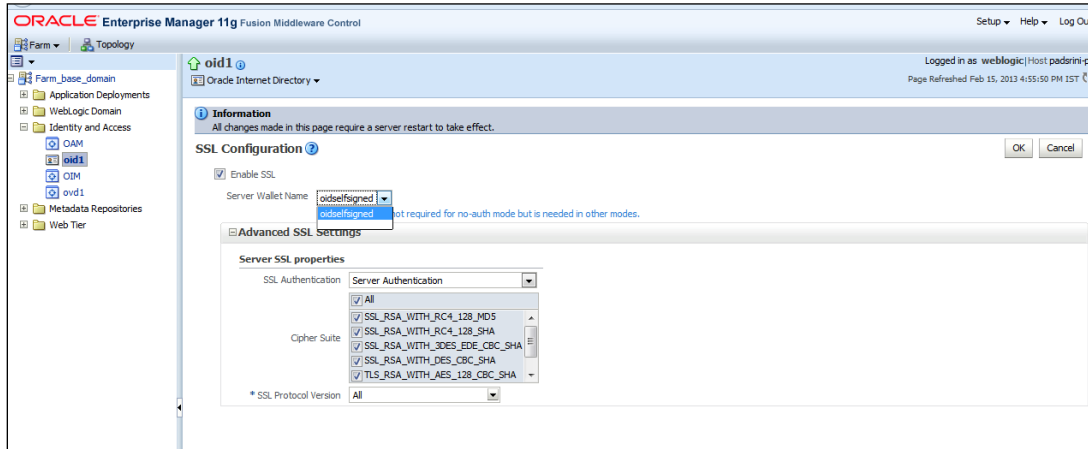 ORACLE Enterprise Manager 11g Fusion Middleware Control
Setup Help Log Ou
Farm Topology
Farm_base_domain
Application Deployments
WebLogic Domain
Identity and Access
OAM
oid1
OIM
ovd1
Metadata Repositories
Web Tier
oid1
Logged in as weblogic|Host padsrini-p
Oracle Internet Directory
Page Refreshed Feb 15, 2013 4:55:50 PM IST
Information
All changes made in this page require a server restart to take effect.
SSL Configuration
OK Cancel
Enable SSL
Server Wallet Name oidselfsigned
oidselfsigned
not required for no-auth mode but is needed in other modes.
Advanced SSL Settings
Server SSL properties
SSL Authentication Server Authentication
All
Cipher Suite
SSL_RSA_WITH_RC4_128_MD5
SSL_RSA_WITH_RC4_128_SHA
SSL_RSA_WITH_3DES_EDE_CBC_SHA
SSL_RSA_WITH_DES_CBC_SHA
TLS_RSA_WITH_AES_128_CBC_SHA
* SSL Protocol Version All